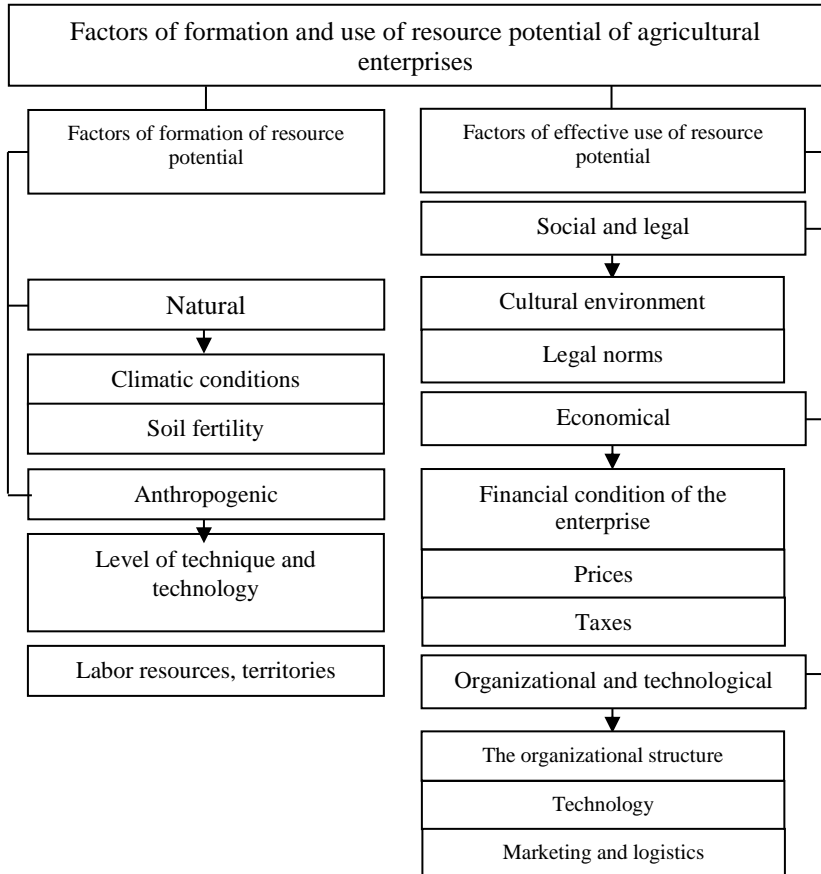 Factors of formation and use of resource potential of agricultural
enterprises
Factors of formation of resource
potential
Natural
Climatic conditions
Soil fertility
Anthropogenic
Level of technique and
technology
Labor resources, territories
Factors of effective use of resource
potential
Social and legal
Cultural environment
Legal norms
Economical
Financial condition of the
enterprise
Prices
Taxes
Organizational and technological
The organizational structure
Technology
Marketing and logistics